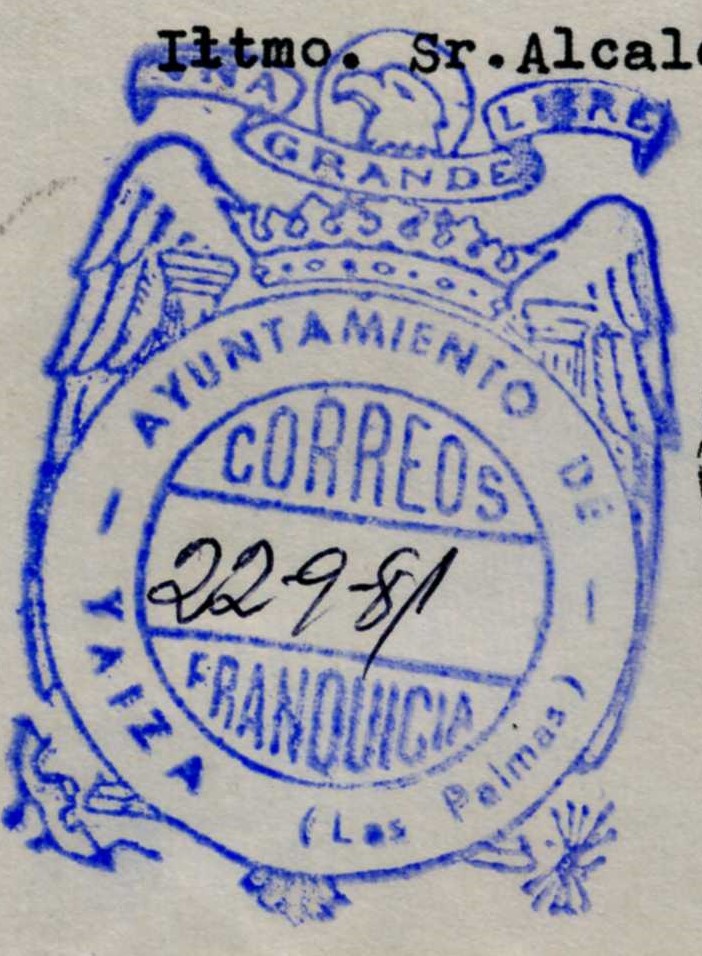 Iltmo. Sr.Alcal
UNA GRANDE LIBRE
AYUNTAMIENTO DE
CORREOS
22-9-81
FRANQUICIA
YAIZA
(Las Palmas)